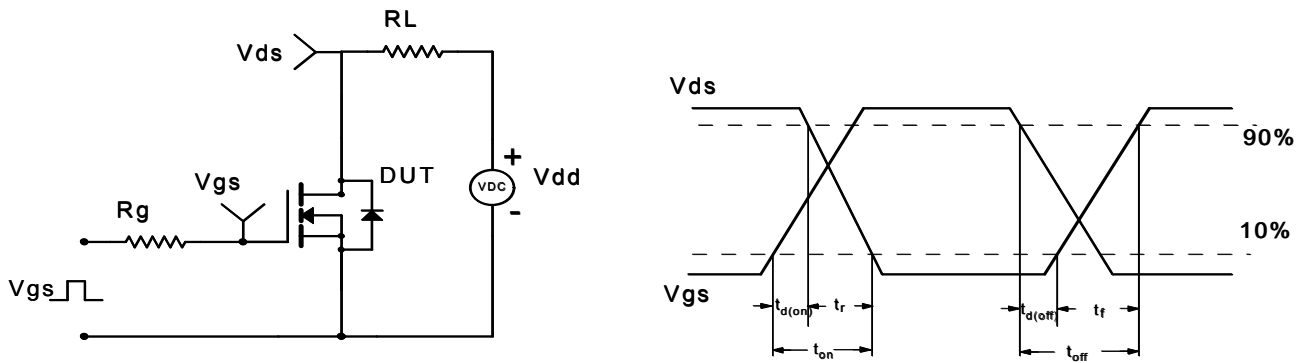 RL
Vds
Vgs
DUT
VDC
+
Vdd
-
Rg
Vgs
Vds
90%
10%
Vgs
td(on)
tr
td(off)
tf
ton
toff